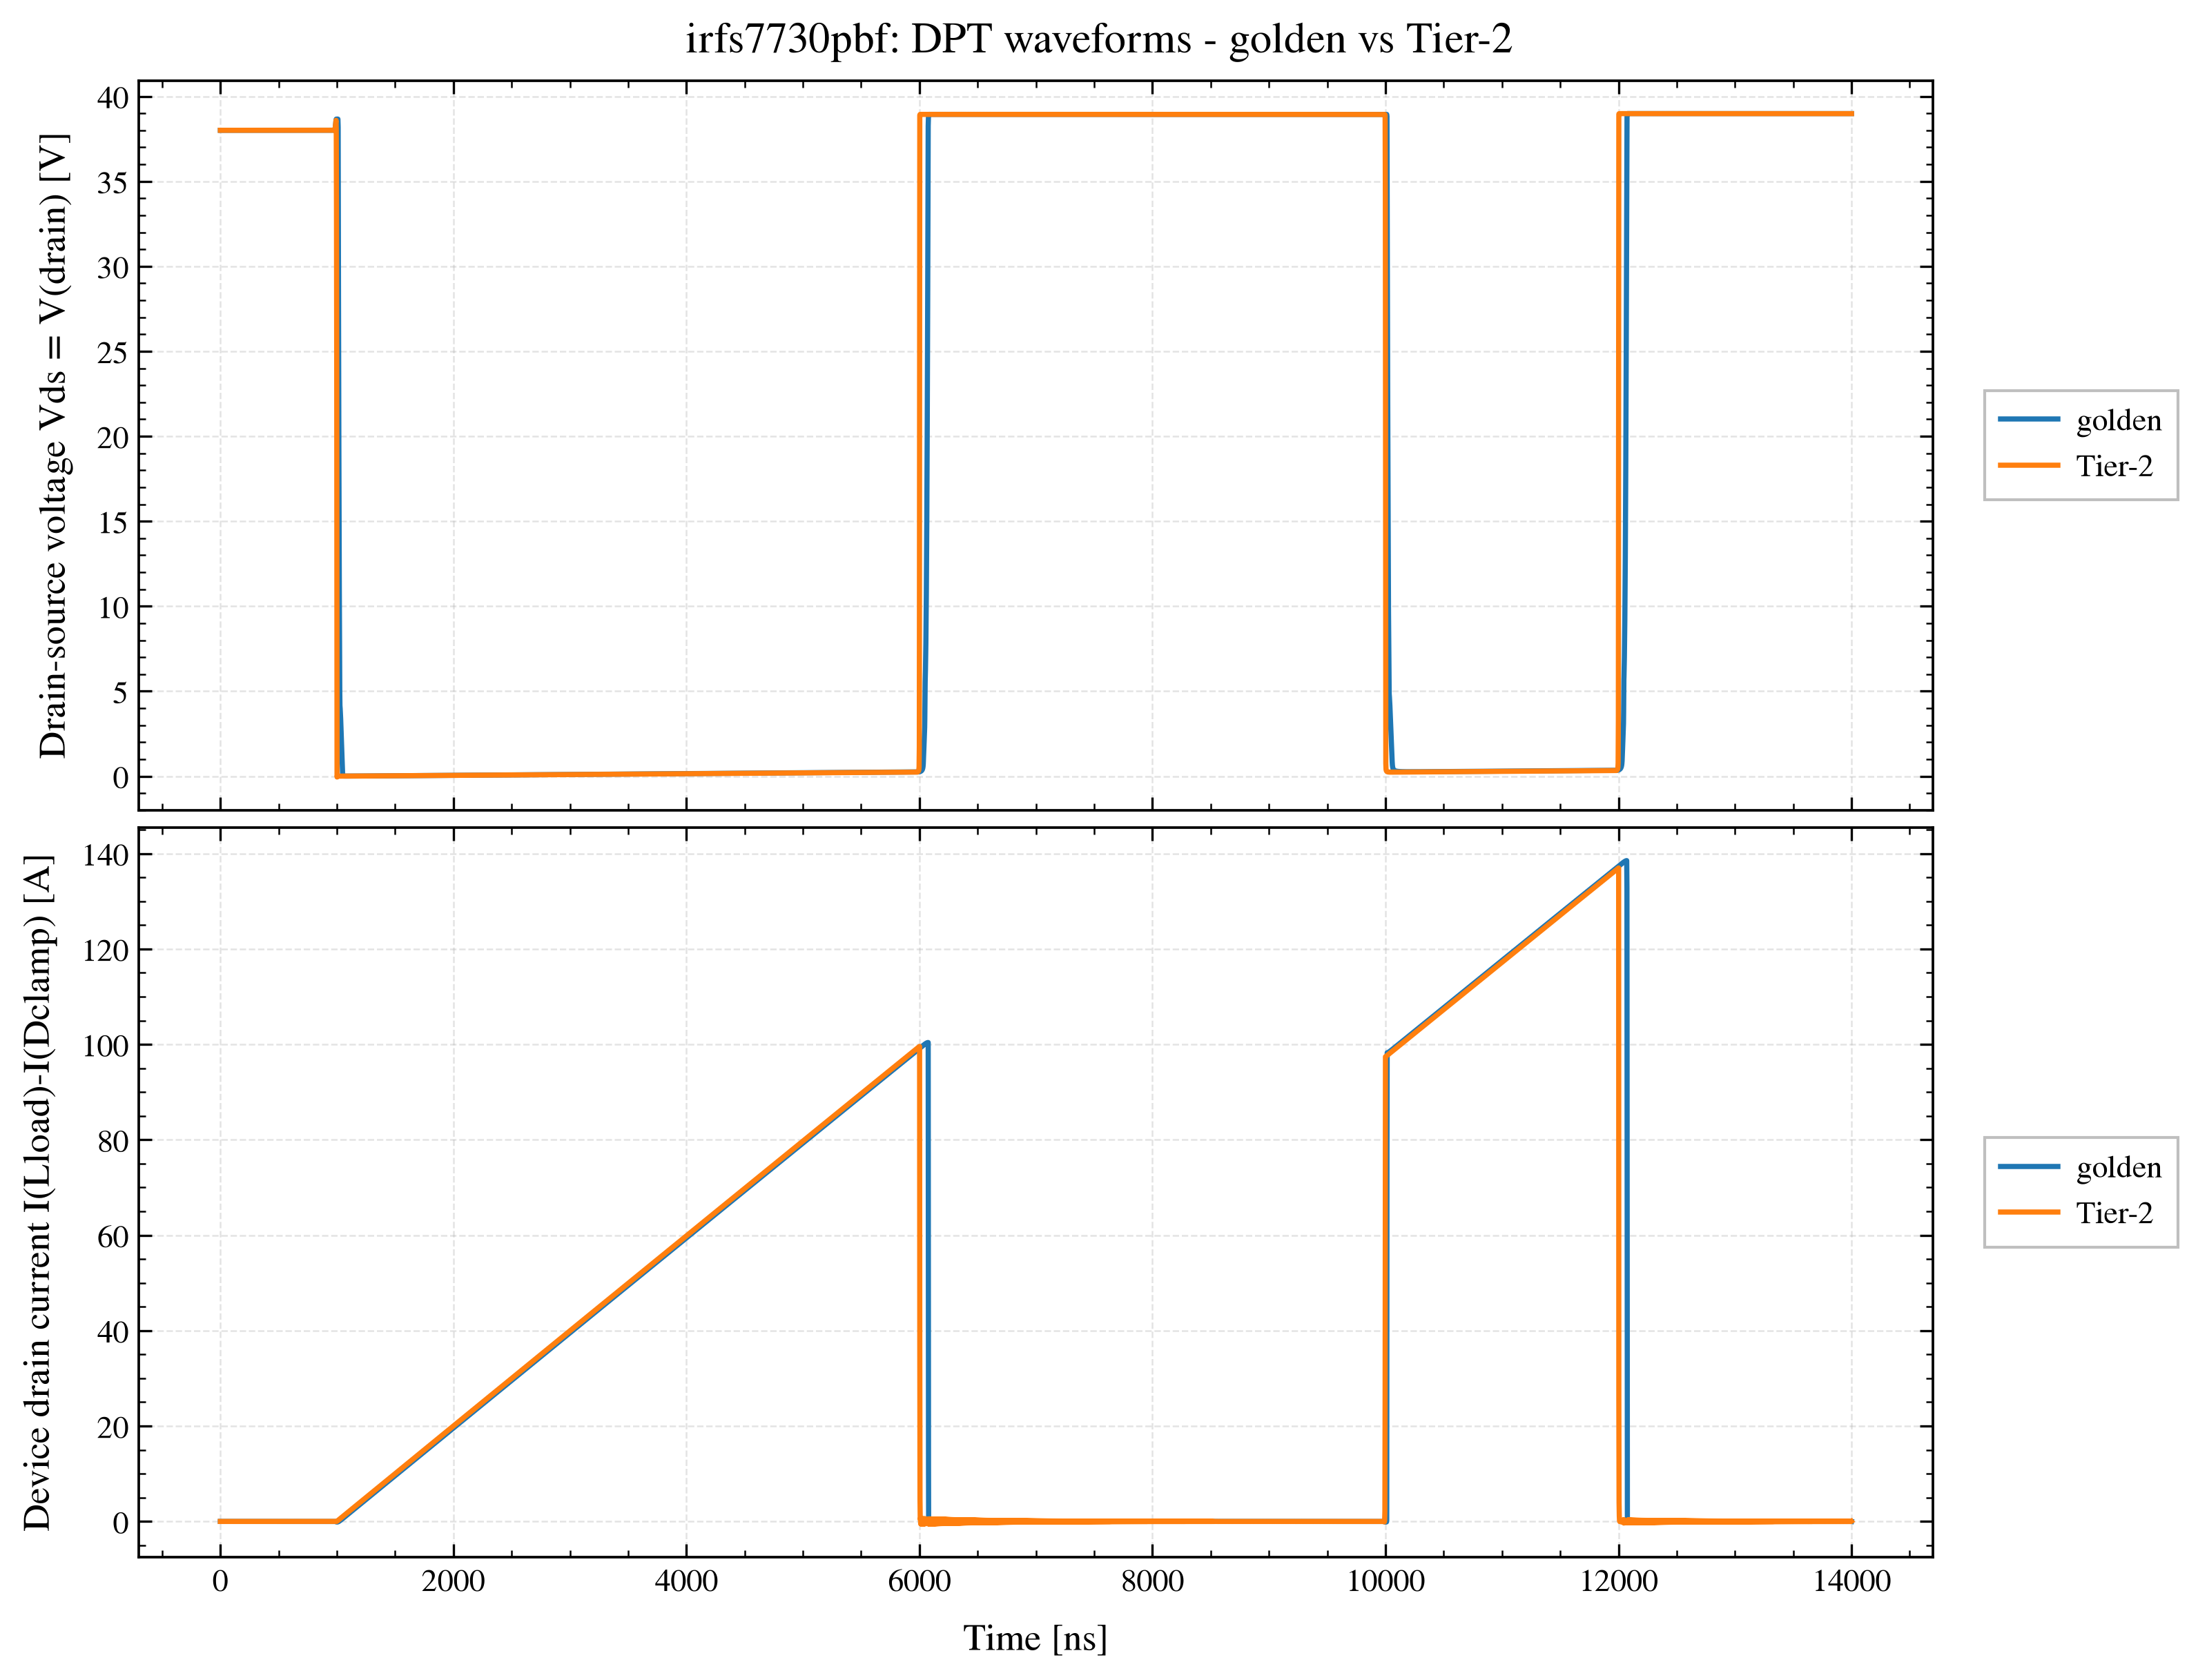 irfs7730pbf: DPT waveforms - golden vs Tier-2
Drain-source voltage Vds = V(drain) [V]
40
35
30
25
20
15
10
5
0
golden
Tier-2
Device drain current I(Lload)-I(Dclamp) [A]
140
120
100
80
60
40
20
0
golden
Tier-2
0 2000 4000 6000 8000 10000 12000 14000
Time [ns]